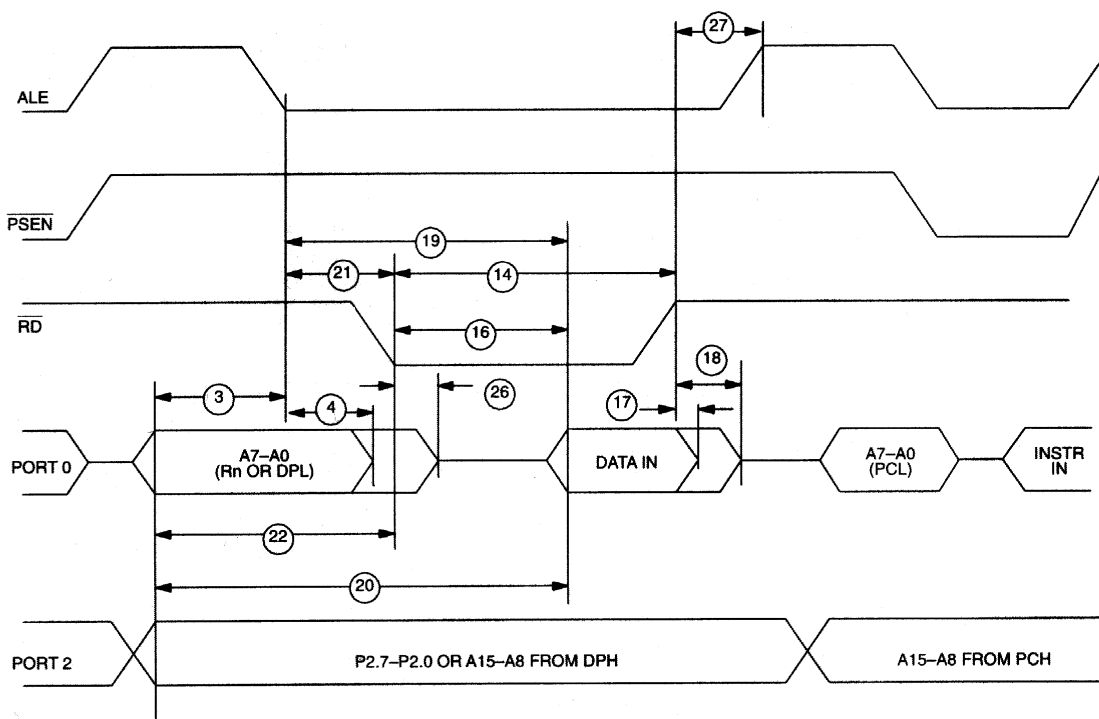 27
ALE
PSEN
19
21
14
RD
16
18
3
4
26
17
PORT 0
A7–A0
(Rn OR DPL)
DATA IN
A7–A0
(PCL)
INSTR
IN
22
20
PORT 2
P2.7–P2.0 OR A15–A8 FROM DPH
A15–A8 FROM PCH